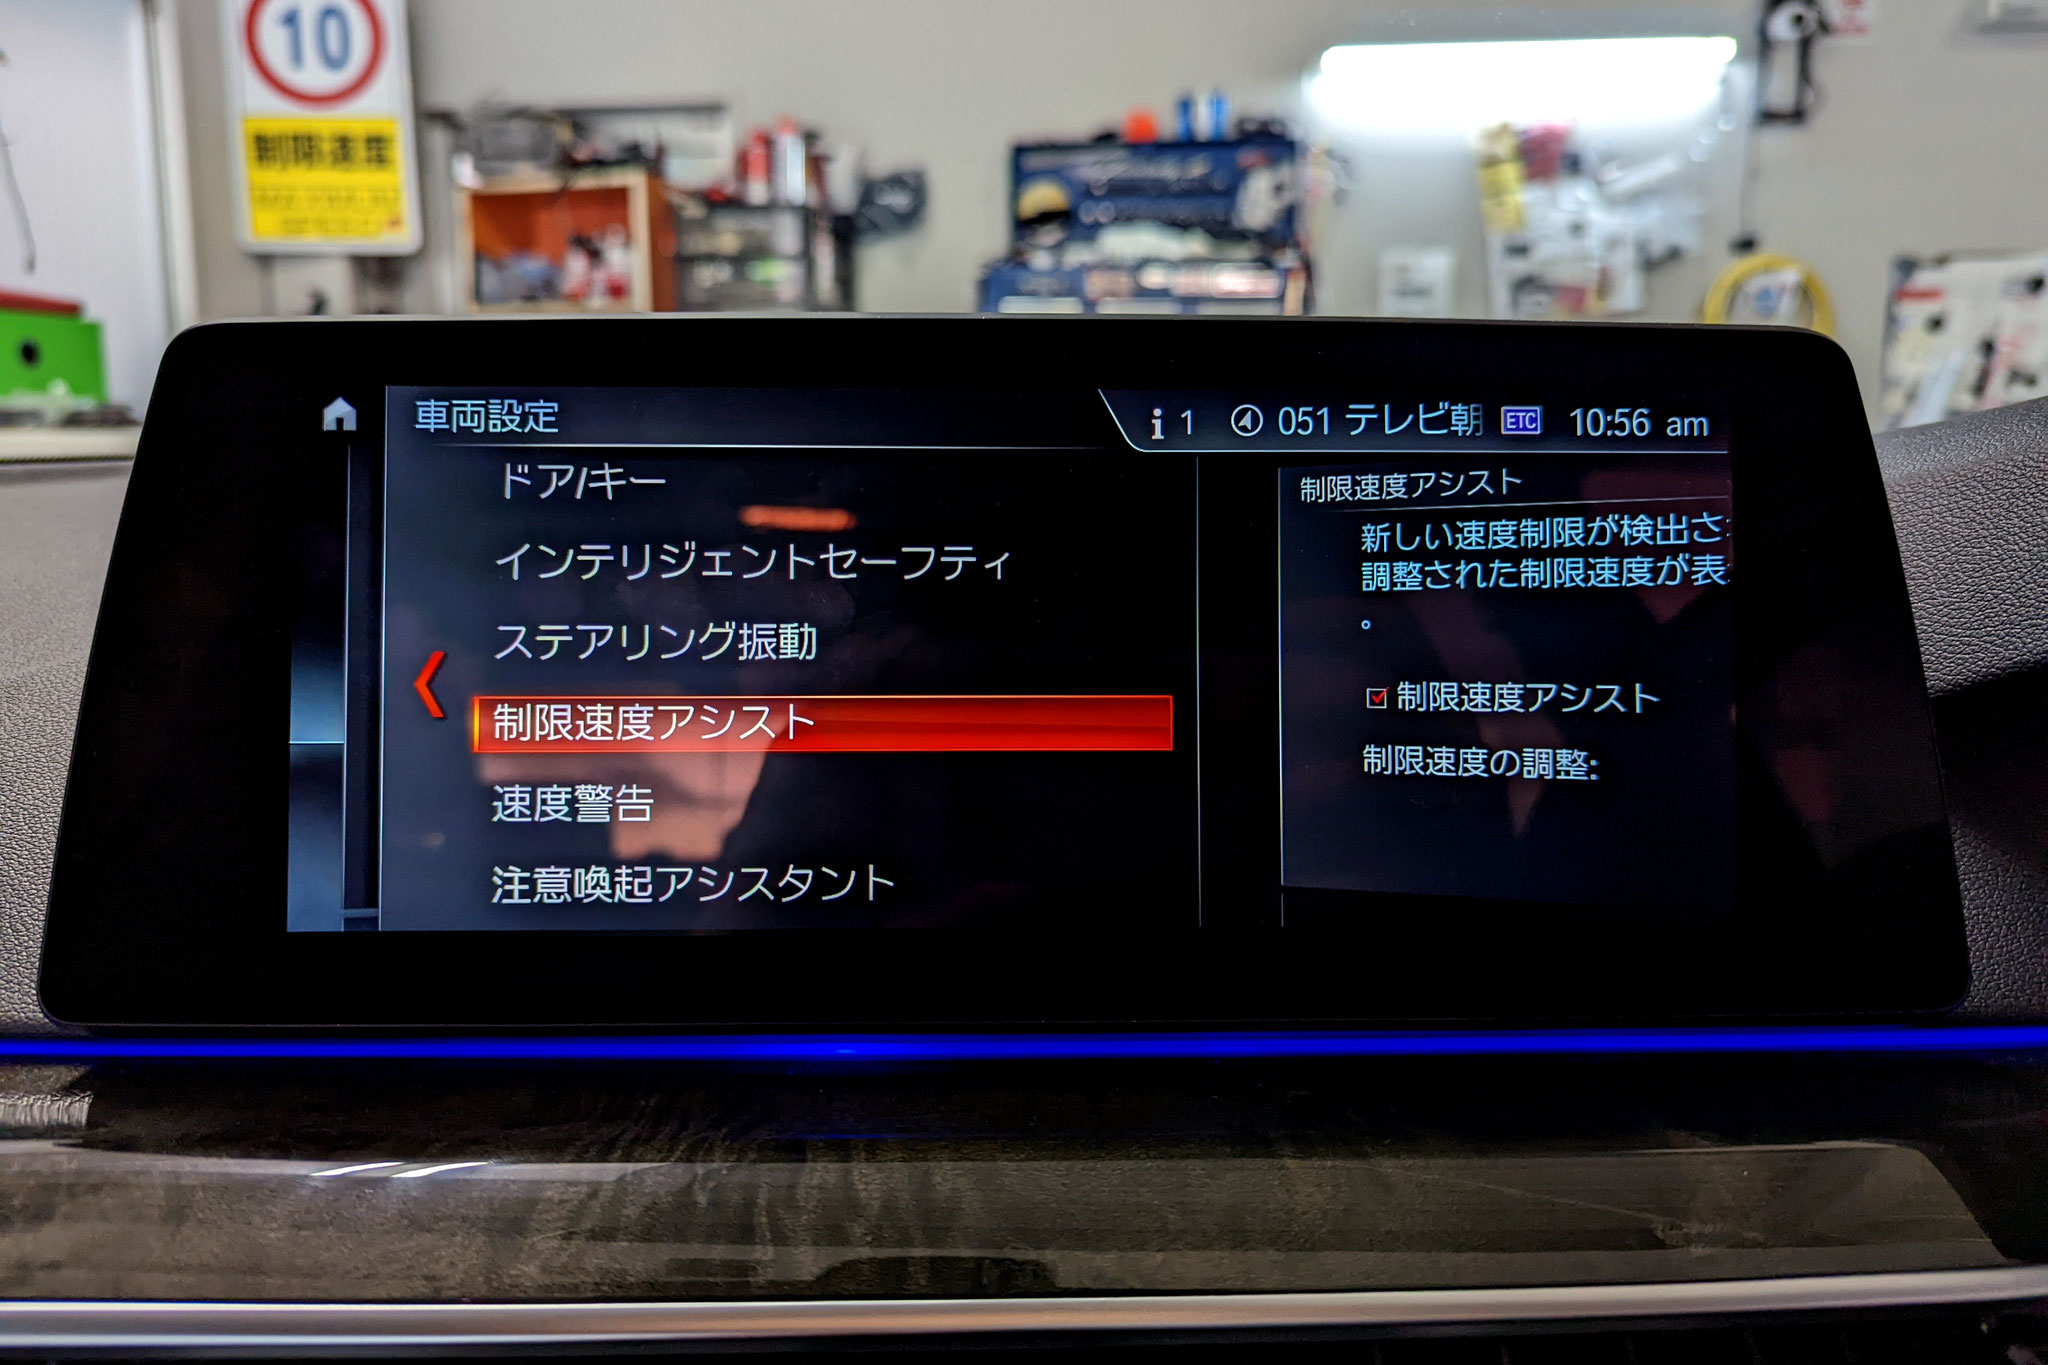 10
制限速度
車両設定
i 1 051 テレビ朝 ETC 10:56 am
ドア/キー
インテリジェントセーフティ
ステアリング振動
制限速度アシスト
速度警告
注意喚起アシスタント
制限速度アシスト
新しい速度制限が検出さ
調整された制限速度が表
。
制限速度アシスト
制限速度の調整: